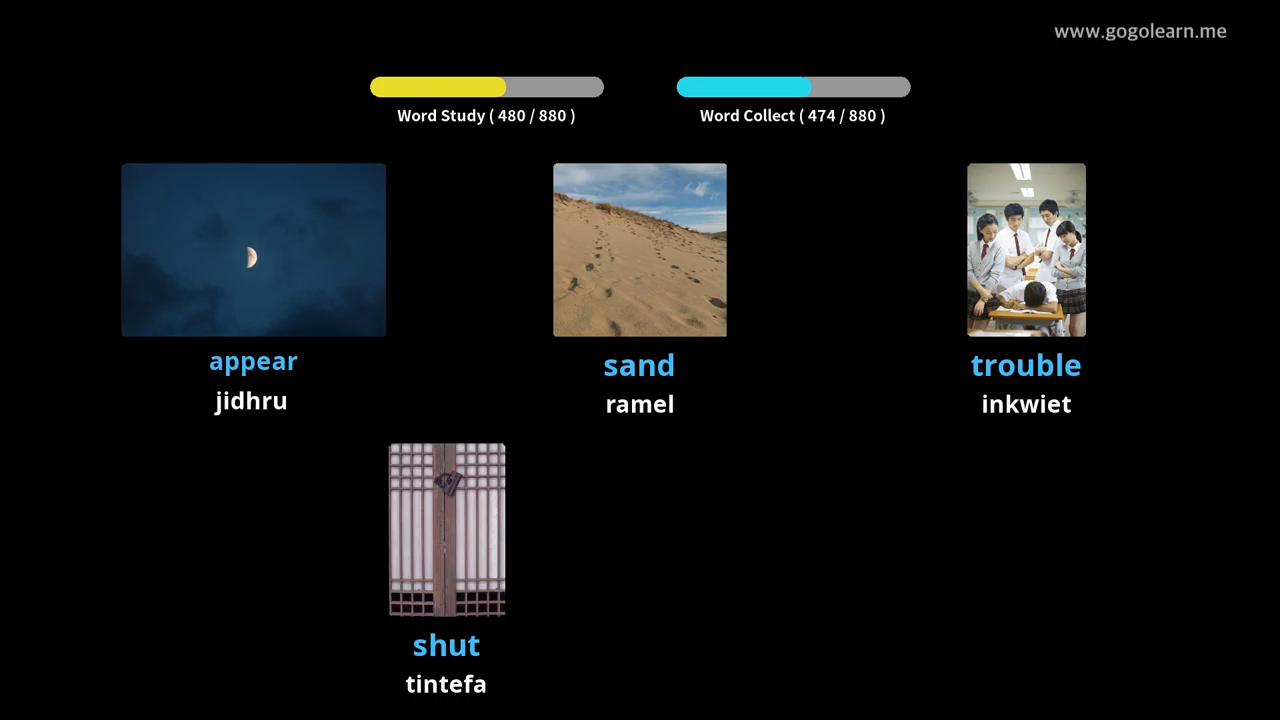 www.gogolearn.me
Word Study ( 480 / 880 )
Word Collect ( 474 / 880 )
appear
jidhru
sand
ramel
trouble
inkwiet
shut
tintefa